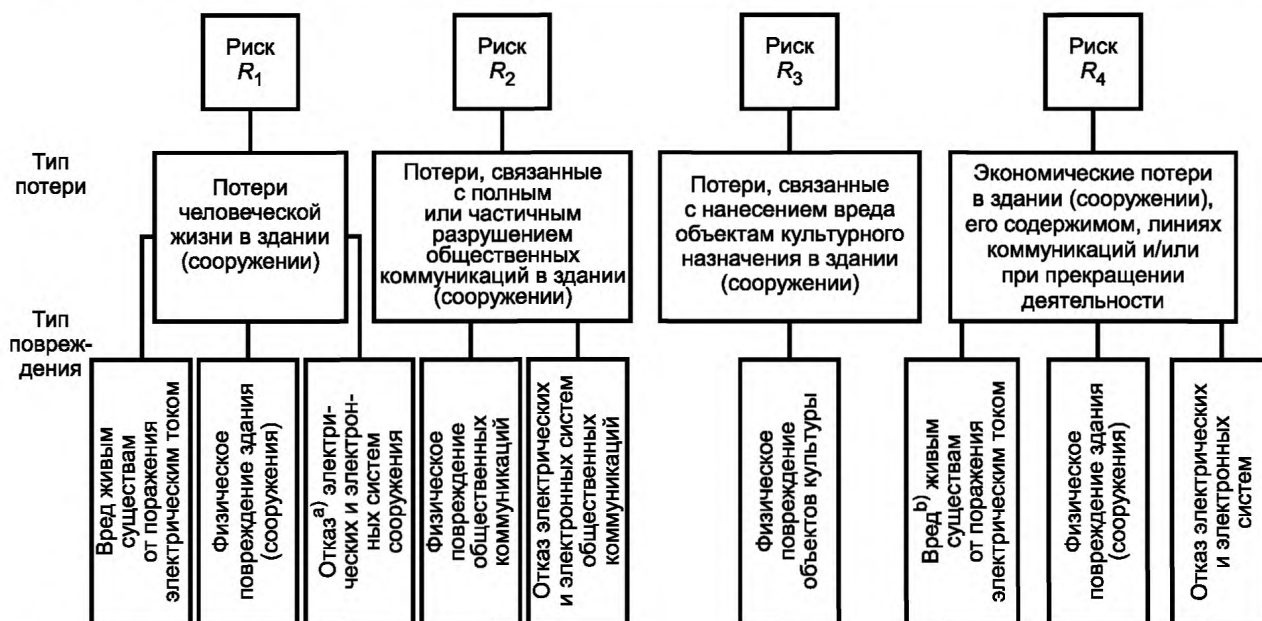 Риск
R1
Риск
R2
Риск
R3
Риск
R4
Тип
потери
Потери
человеческой
жизни в здании
(сооружении)
Потери, связанные
с полным
или частичным
разрушением
общественных
коммуникаций в здании
(сооружении)
Потери, связанные
с нанесением вреда
объектам культурного
назначения в здании
(сооружении)
Экономические потери
в здании (сооружении),
его содержимом, линиях
коммуникаций и/или
при прекращении
деятельности
Тип
повреж-
дения
Вред живым
существам
от поражения
электрическим током
Физическое
повреждение здания
(сооружения)
Отказ a) электри-
ческих и электрон-
ных систем
сооружения
Физическое
повреждение
общественных
коммуникаций
Отказ электрических
и электронных систем
общественных
коммуникаций
Физическое
повреждение
объектов культуры
Вред b) живым
существам
от поражения
электрическим током
Физическое
повреждение здания
(сооружения)
Отказ электрических
и электронных
систем